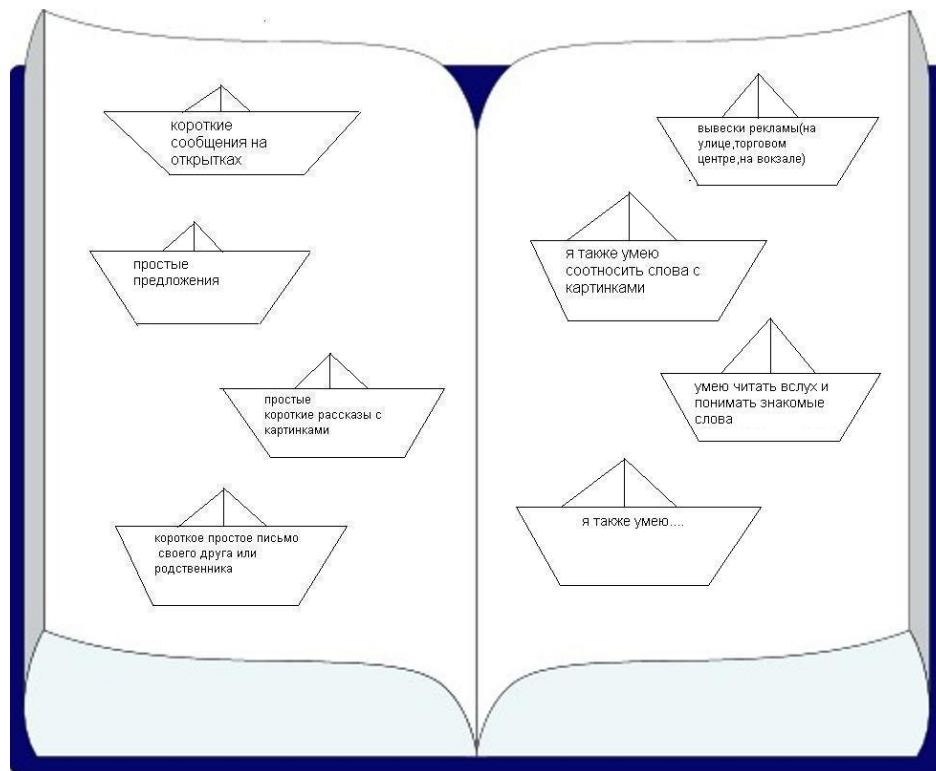 короткие
сообщения на
открытках
простые
предложения
простые
короткие рассказы с
картинками
короткое простое письмо
своего друга или
родственника
вывески рекламы(на
улице,торговом
центре,на вокзале)
я также умею
соотносить слова с
картинками
умею читать вслух и
понимать знакомые
слова
я также умею....